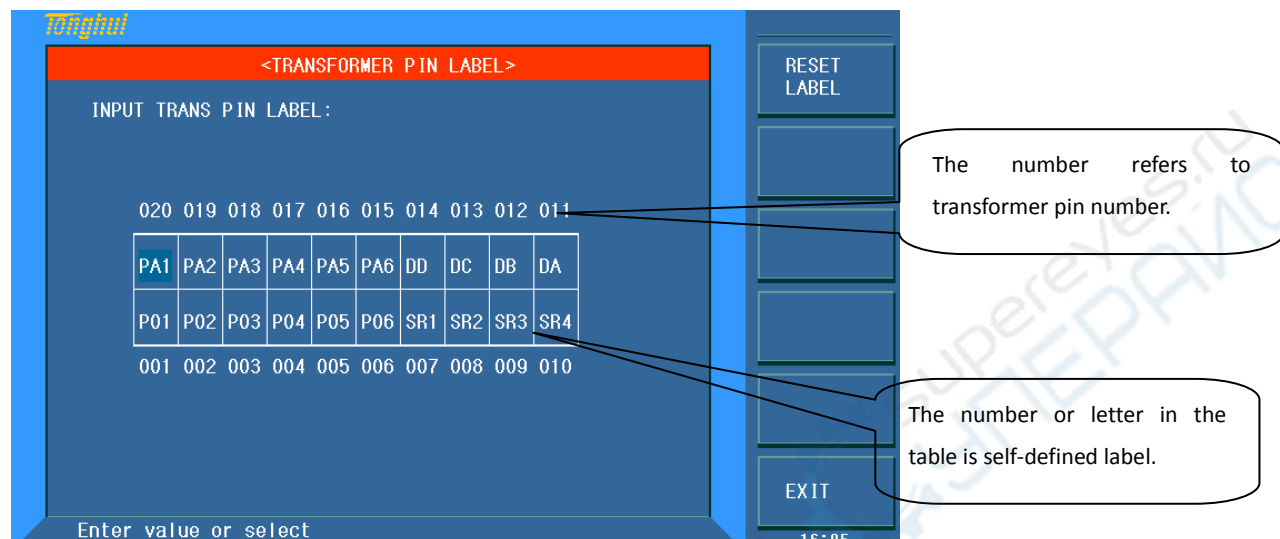 Tonghui
<TRANSFORMER PIN LABEL>
INPUT TRANS PIN LABEL:
020 019 018 017 016 015 014 013 012 011
PA1 PA2 PA3 PA4 PA5 PA6 DD DC DB DA
P01 P02 P03 P04 P05 P06 SR1 SR2 SR3 SR4
001 002 003 004 005 006 007 008 009 010
Enter value or select
RESET
LABEL
EXIT
The number refers to
transformer pin number.
The number or letter in the
table is self-defined label.
supereyes.ru